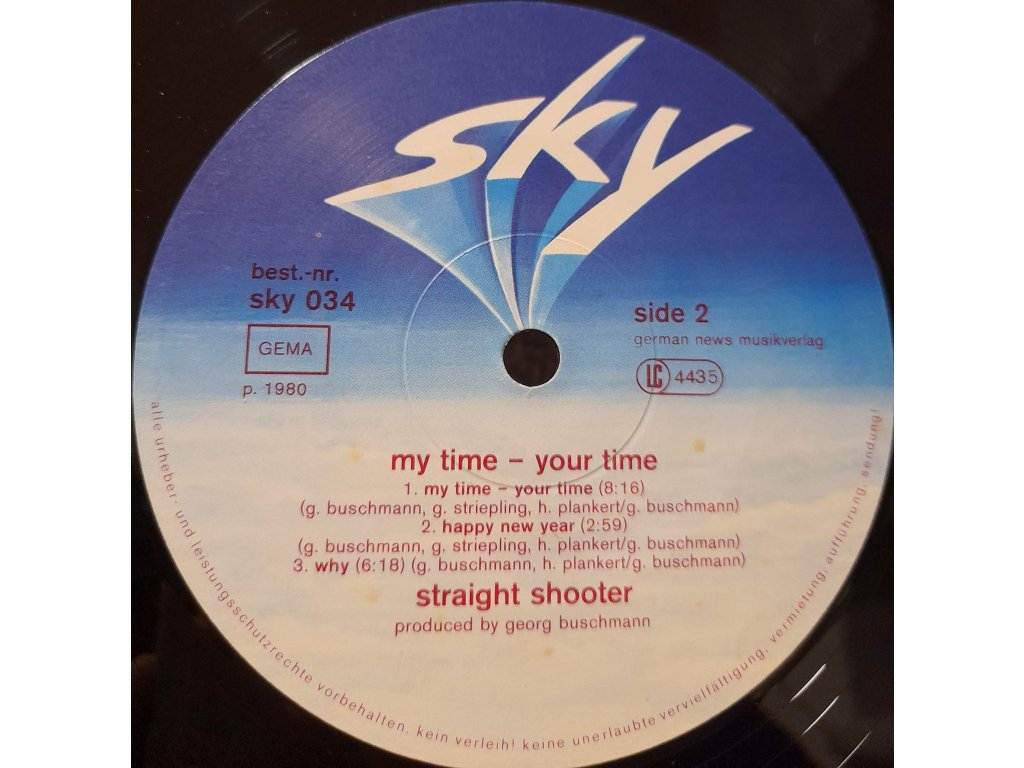 sky
best.-nr.
sky 034
GEMA
p. 1980
side 2
german news musikverlag
LC 4435
my time – your time
1. my time – your time (8:16)
(g. buschmann, g. striepling, h. plankert/g. buschmann)
2. happy new year (2:59)
(g. buschmann, g. striepling, h. plankert/g. buschmann)
3. why (6:18) (g. buschmann, h. plankert/g. buschmann)
straight shooter
produced by georg buschmann
alle urheber- und leistungsschutzrechte vorbehalten. kein verleih! keine unerlaubte vervielfältigung, vermietung, aufführung, sendung!